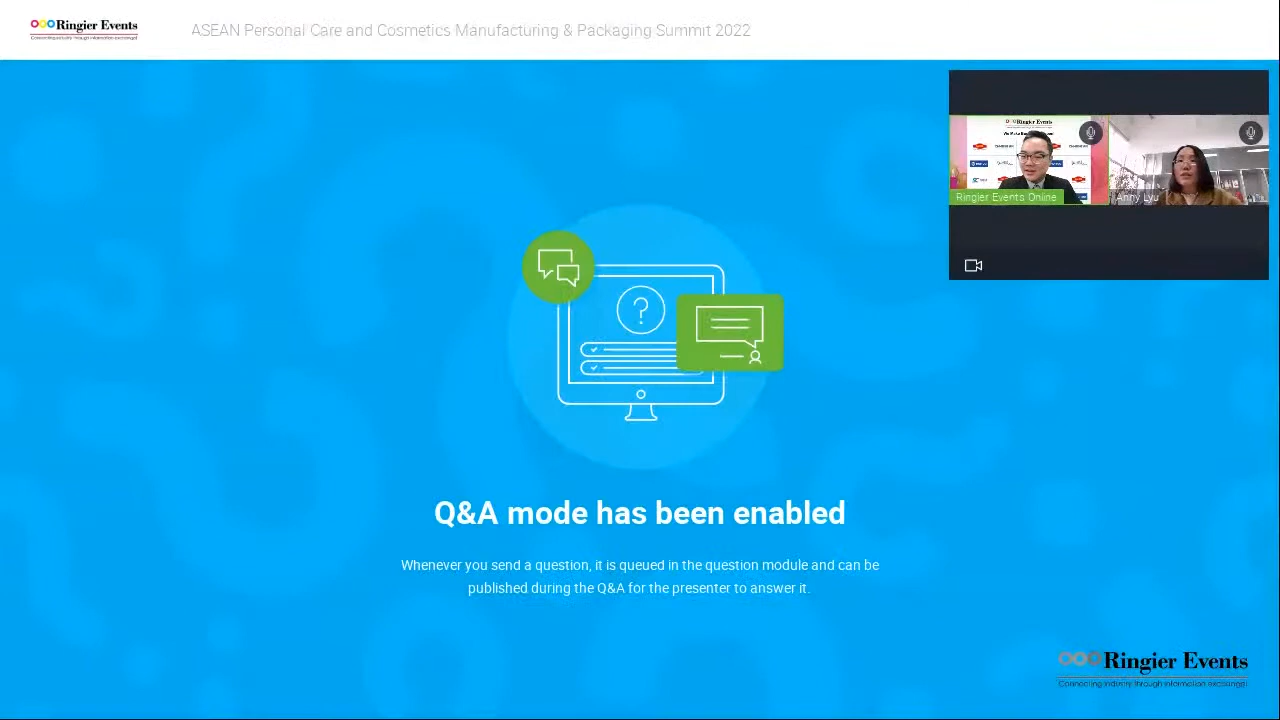 Ringier Events
Connecting industry through information exchange!
ASEAN Personal Care and Cosmetics Manufacturing & Packaging Summit 2022
Ringier Events
Ringier Events Online
Anny Lyu
?
Q&A mode has been enabled
Whenever you send a question, it is queued in the question module and can be
published during the Q&A for the presenter to answer it.
Ringier Events
Connecting industry through information exchange!